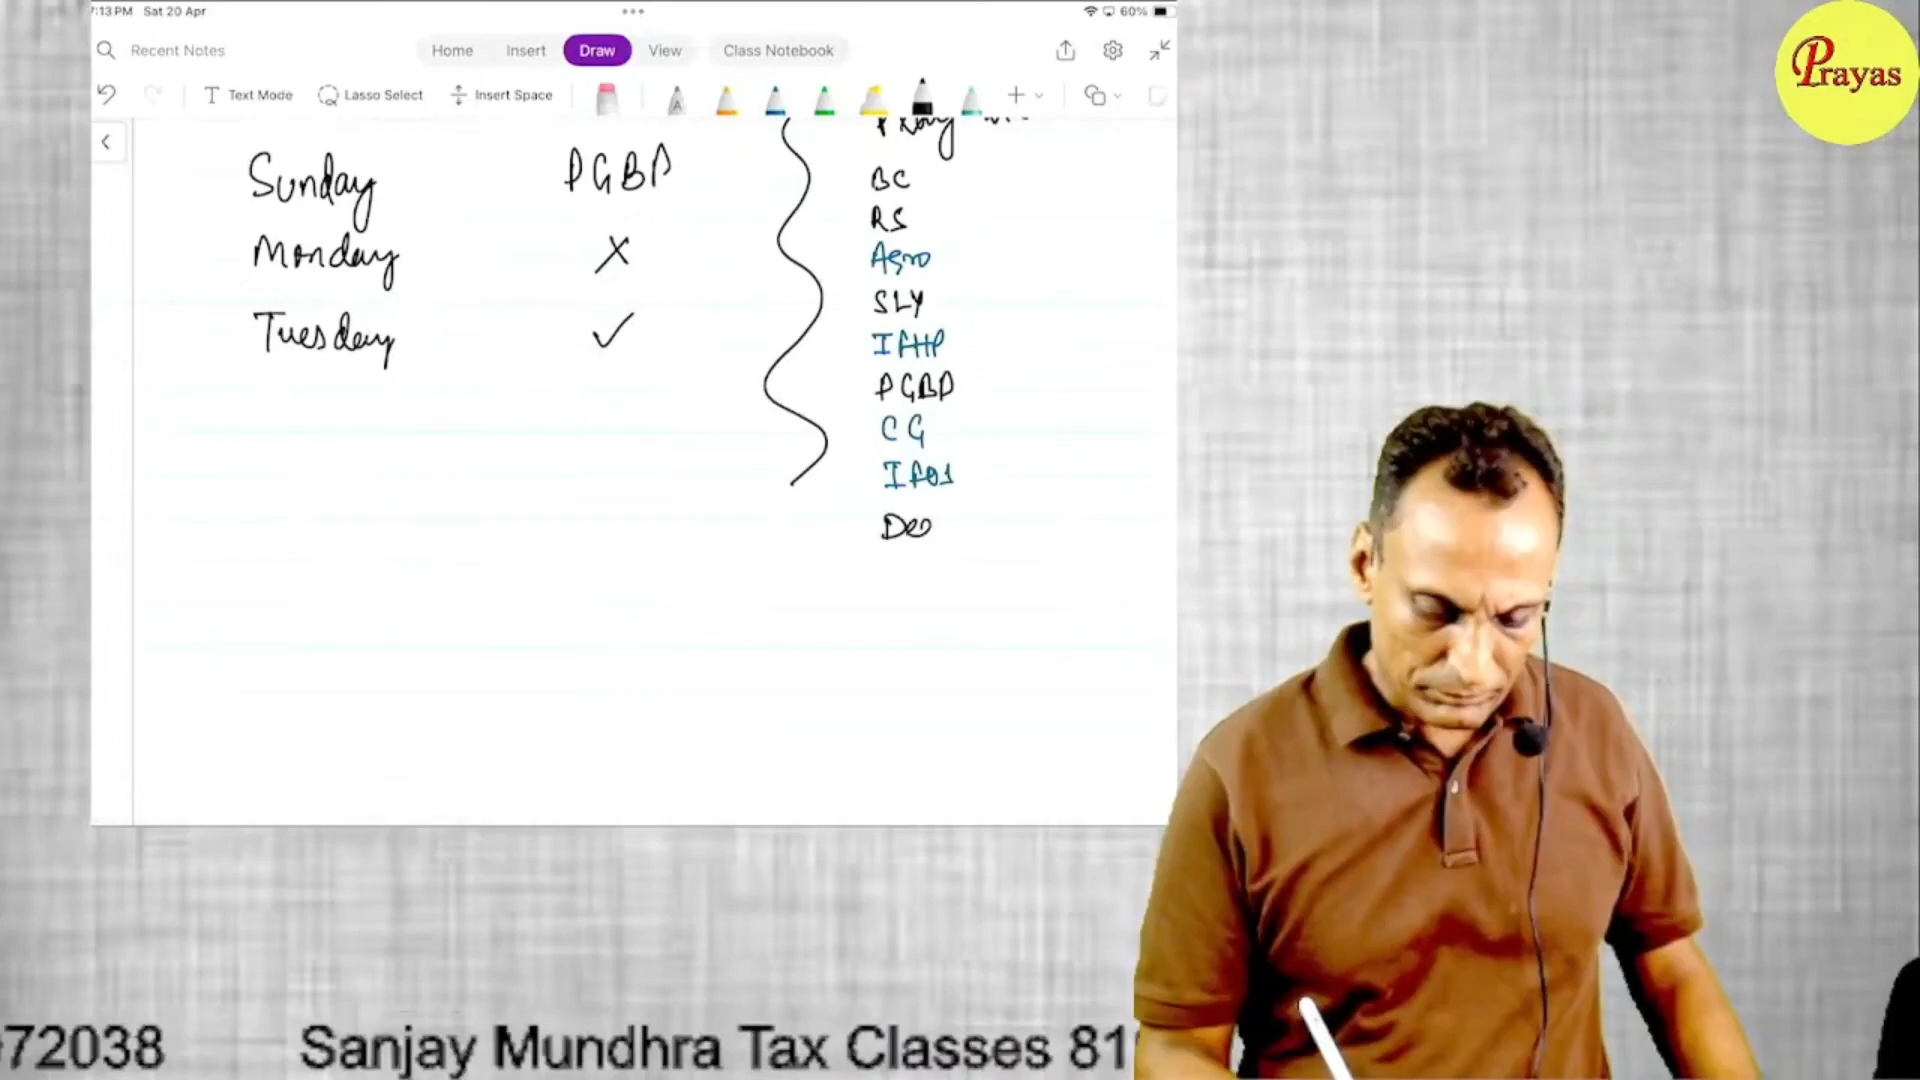 7:13 PM Sat 20 Apr
60%
Recent Notes
Home Insert Draw View Class Notebook
Text Mode Lasso Select Insert Space
Prayas
Sunday PGBP
Monday X
Tuesday ✓
BC
RS
Agro
SLY
IFHP
PGBP
CG
IFOS
072038 Sanjay Mundhra Tax Classes 81